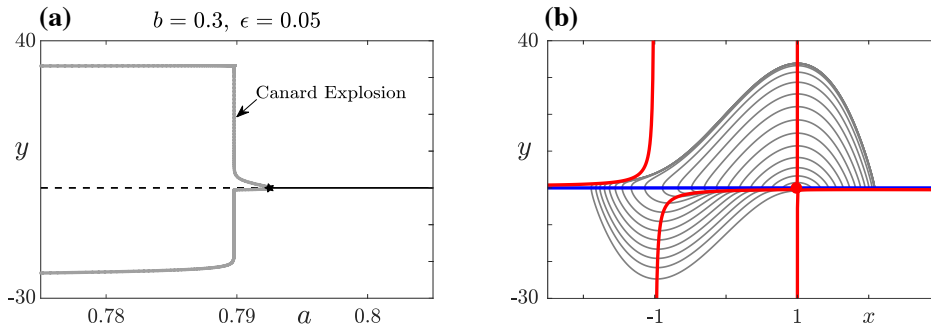 (a)
b = 0.3, ϵ = 0.05
40
Canard Explosion
y
-30
0.78
0.79
a
0.8
(b)
40
y
-30
-1
1
x